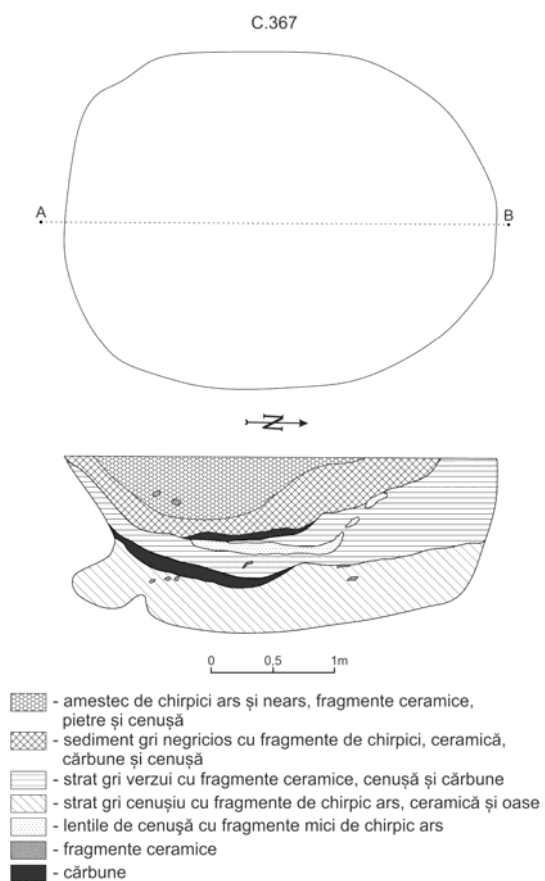 C.367
A
B
N
0 0,5 1m
- amestec de chirpici ars și nears, fragmente ceramice,
pietre și cenușă
- sediment gri negricios cu fragmente de chirpici, ceramică,
cărbune și cenușă
- strat gri verzui cu fragmente ceramice, cenușă și cărbune
- strat gri cenușiu cu fragmente de chirpic ars, ceramică și oase
- lentile de cenuşă cu fragmente mici de chirpic ars
- fragmente ceramice
- cărbune